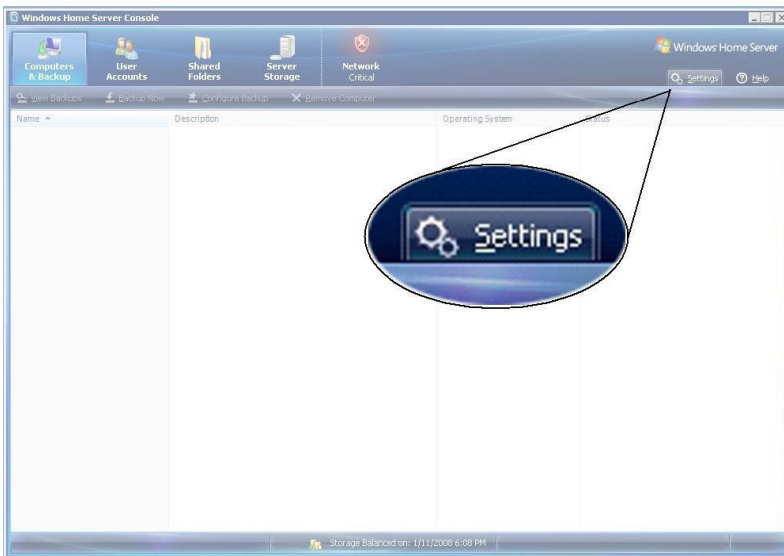 Windows Home Server Console
Computers & Backup
User Accounts
Shared Folders
Server Storage
Network Critical
Windows Home Server
Settings
Help
View Backups
Backup Now
Configure Backup
Remove Computer
Name
Description
Operating System
Status
Settings
Storage Balanced on: 1/11/2008 6:08 PM